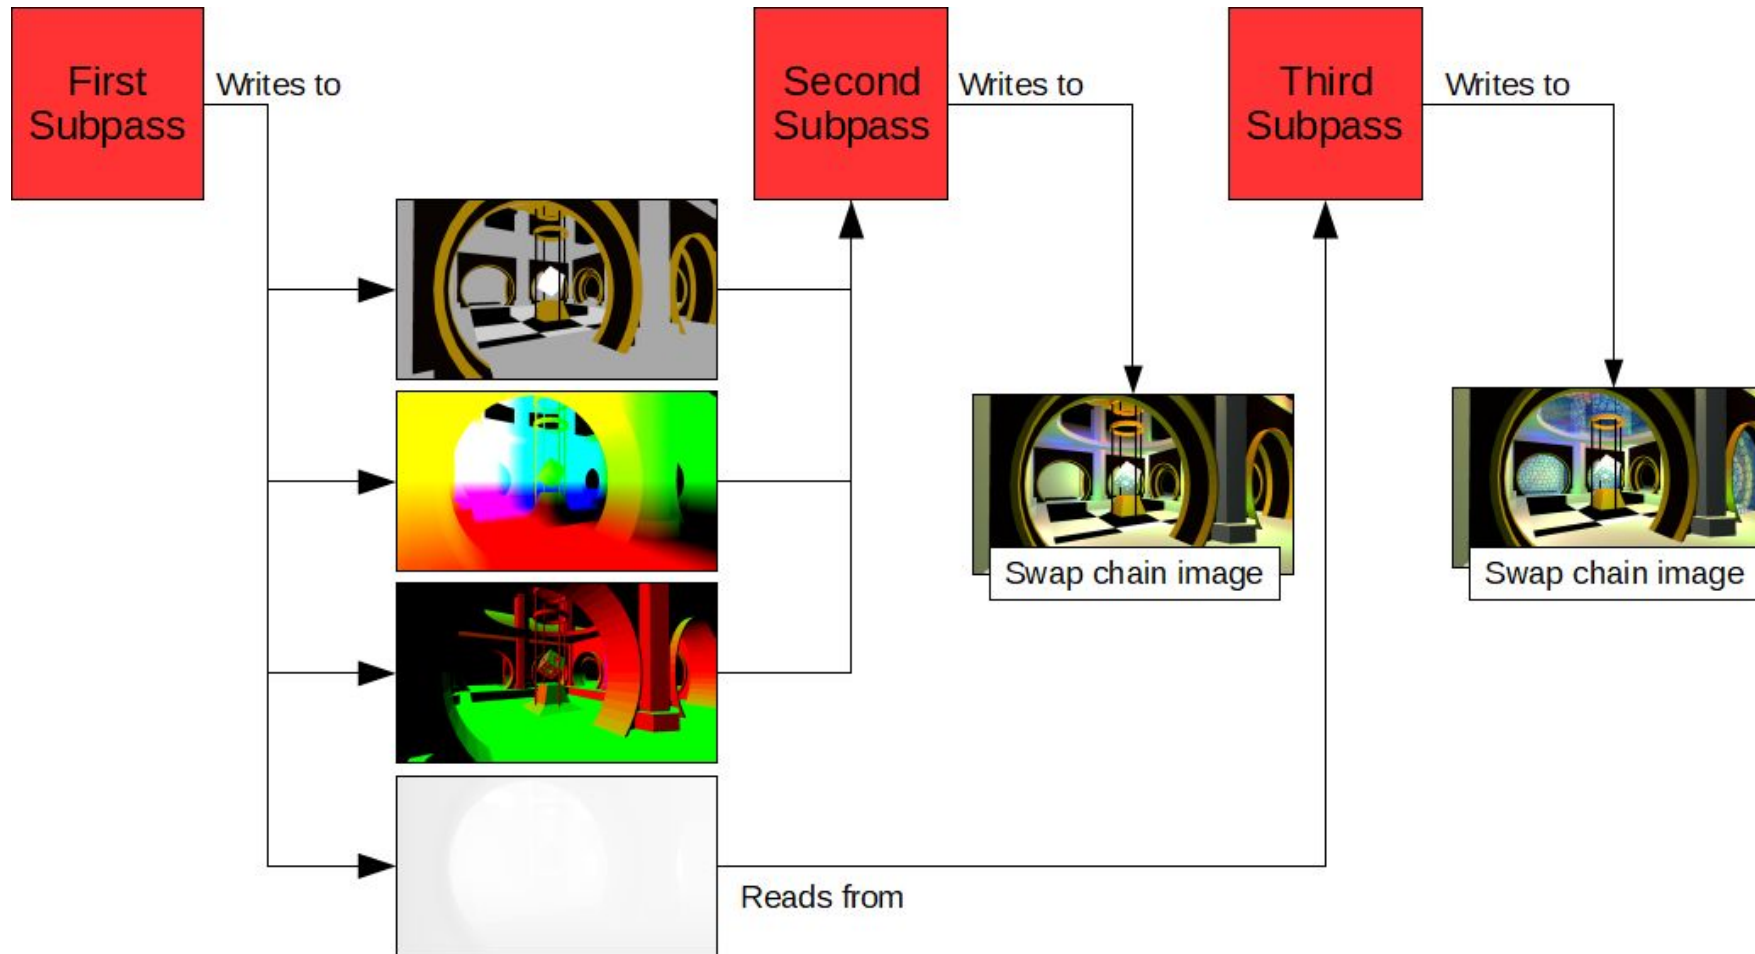 First
Subpass
Writes to
Second
Subpass
Writes to
Third
Subpass
Writes to
Swap chain image
Swap chain image
Reads from